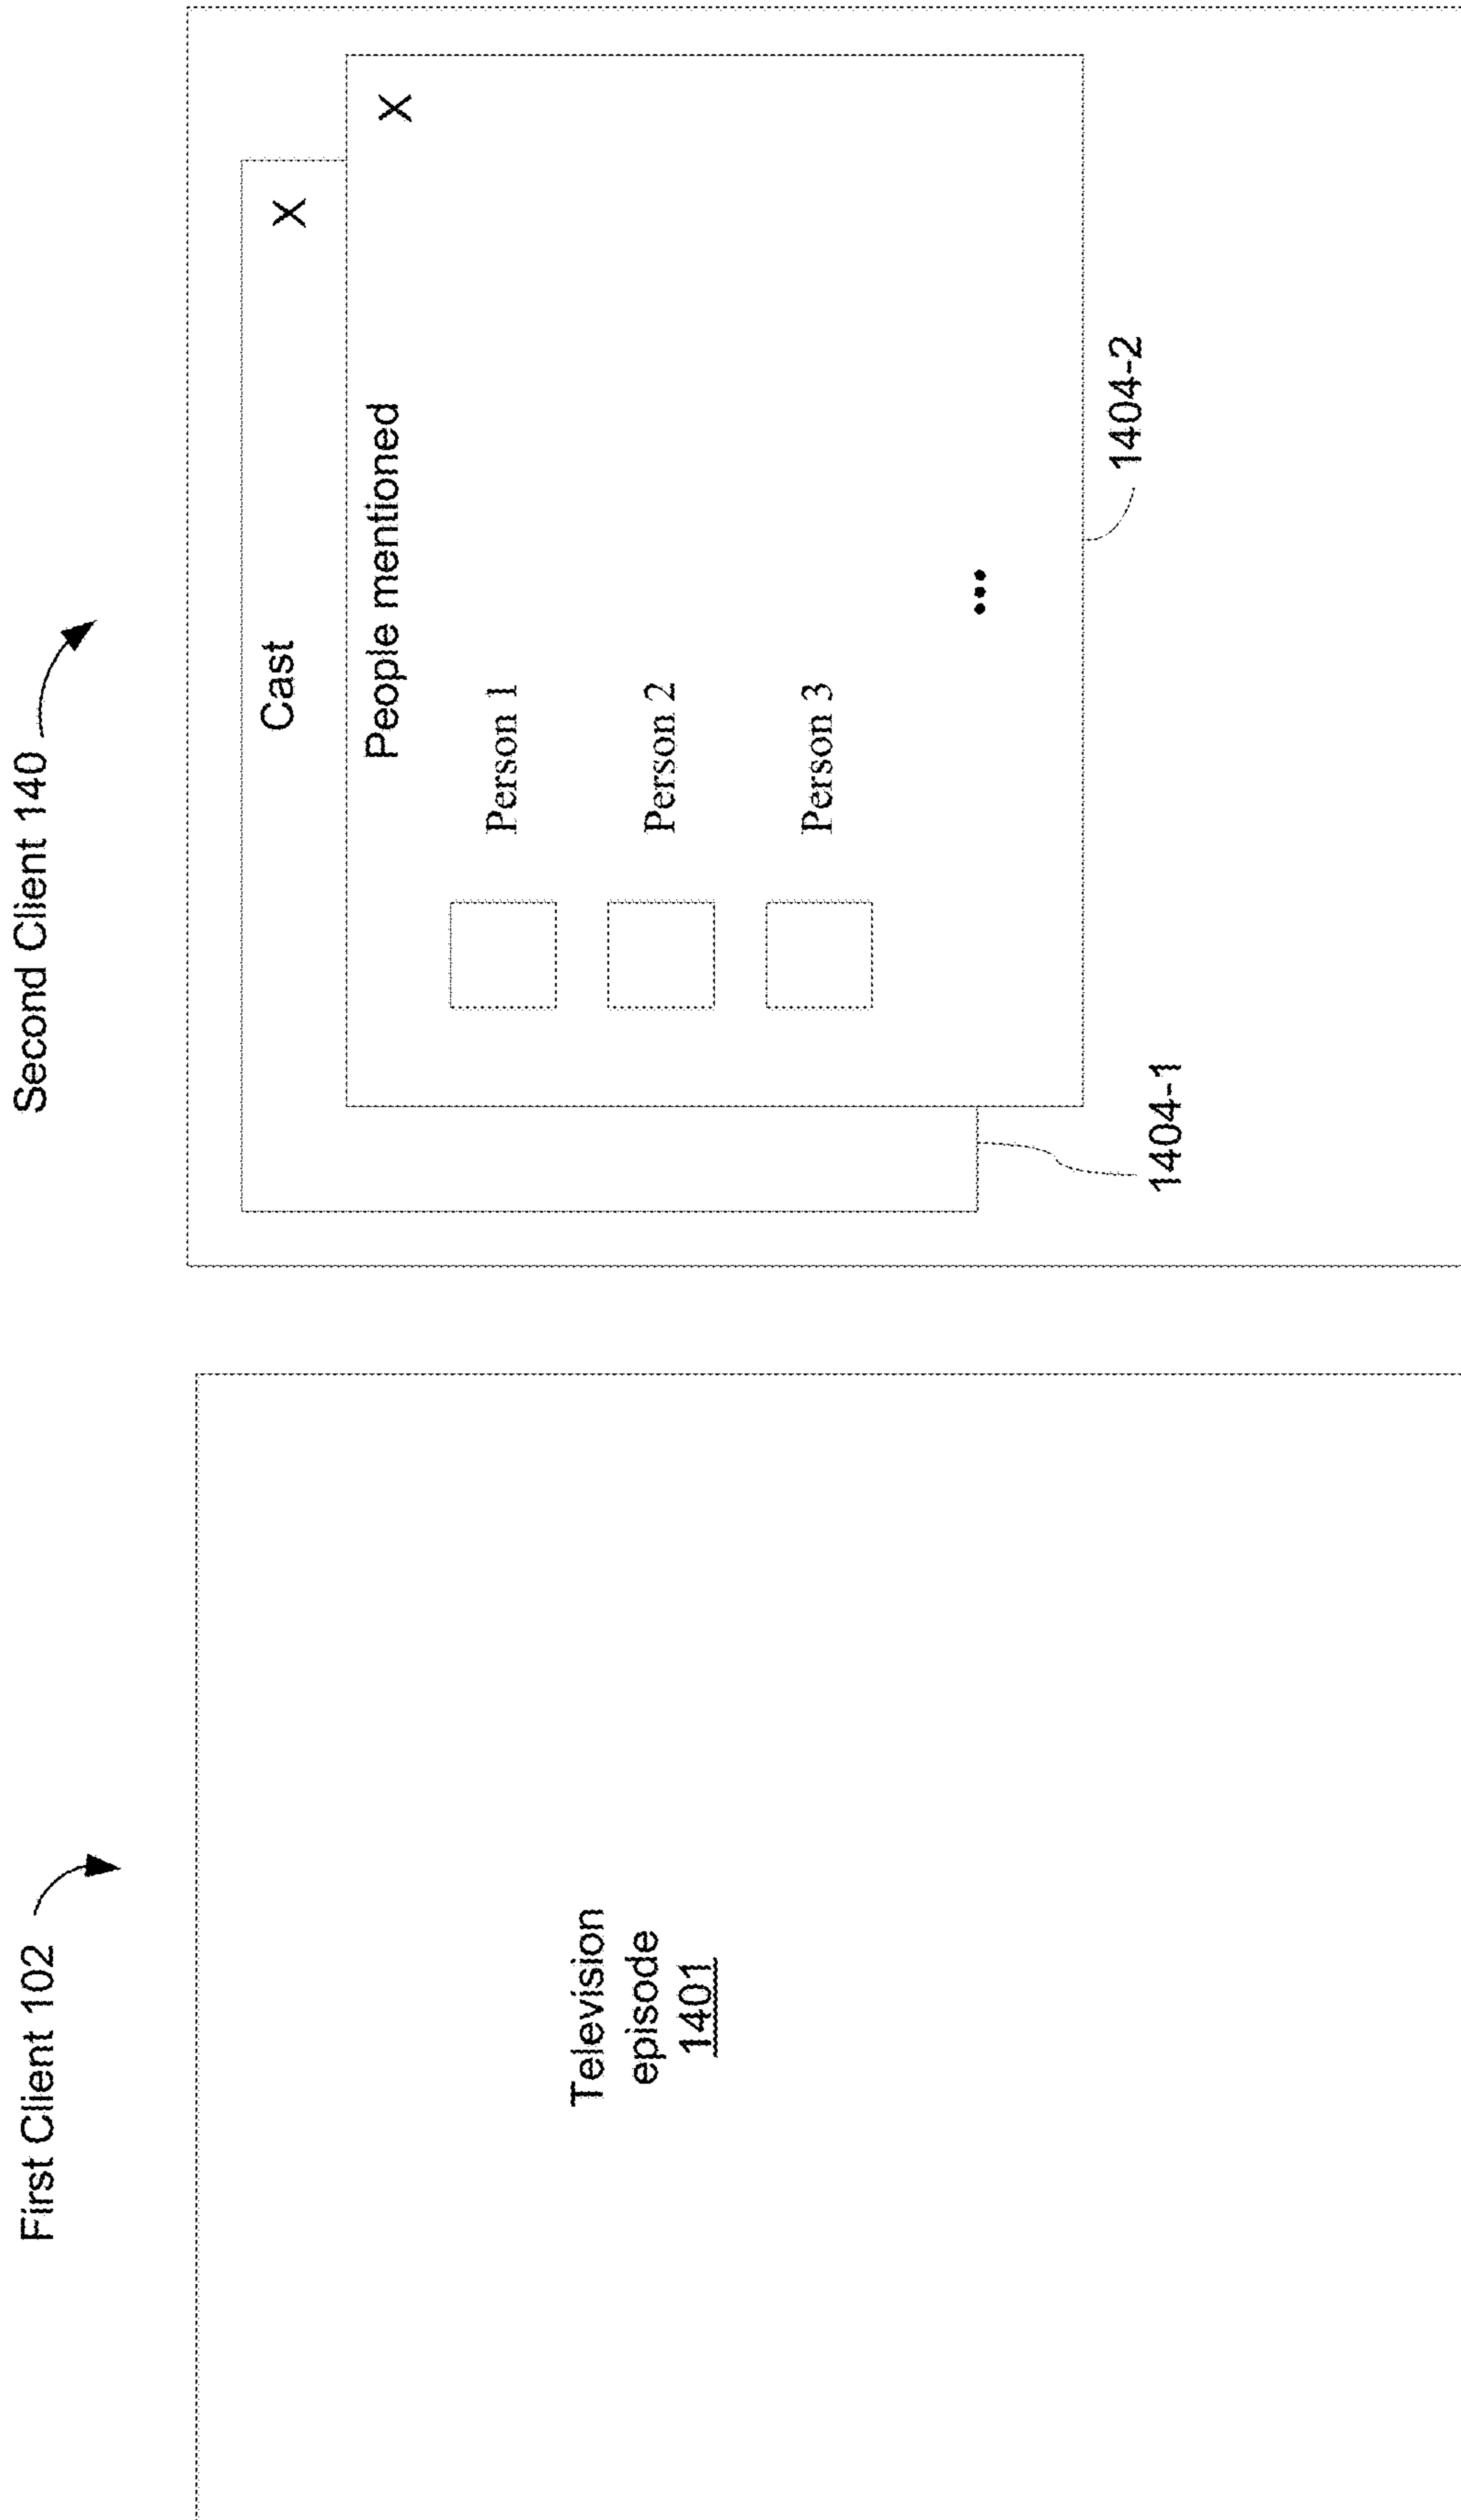 First Client 102
Television
episode
1401
Second Client 140
Cast
X
People mentioned
X
Person 1
Person 2
Person 3
...
1404-1
1404-2